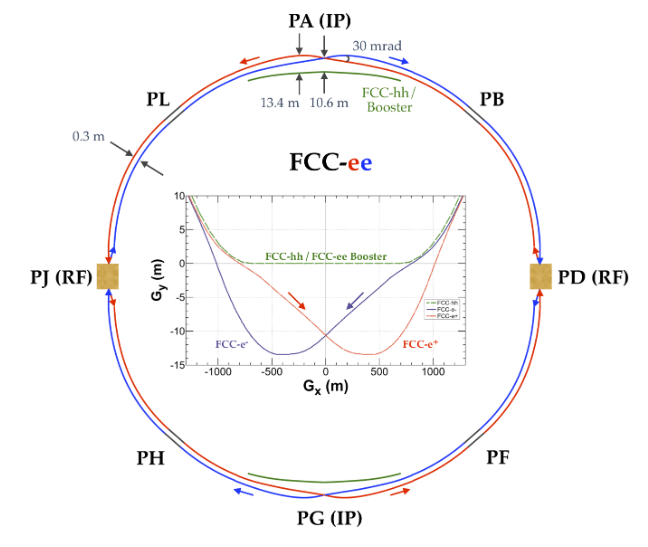 PA (IP)
30 mrad
13.4 m
10.6 m
FCC-hh /
Booster
PL
PB
0.3 m
FCC-ee
10
5
0
-5
-10
-15
Gy (m)
FCC-hh / FCC-ee Booster
FCC-hh
FCC-e-
FCC-e+
FCC-e-
FCC-e+
-1000
-500
0
500
1000
Gx (m)
PJ (RF)
PD (RF)
PH
PF
PG (IP)